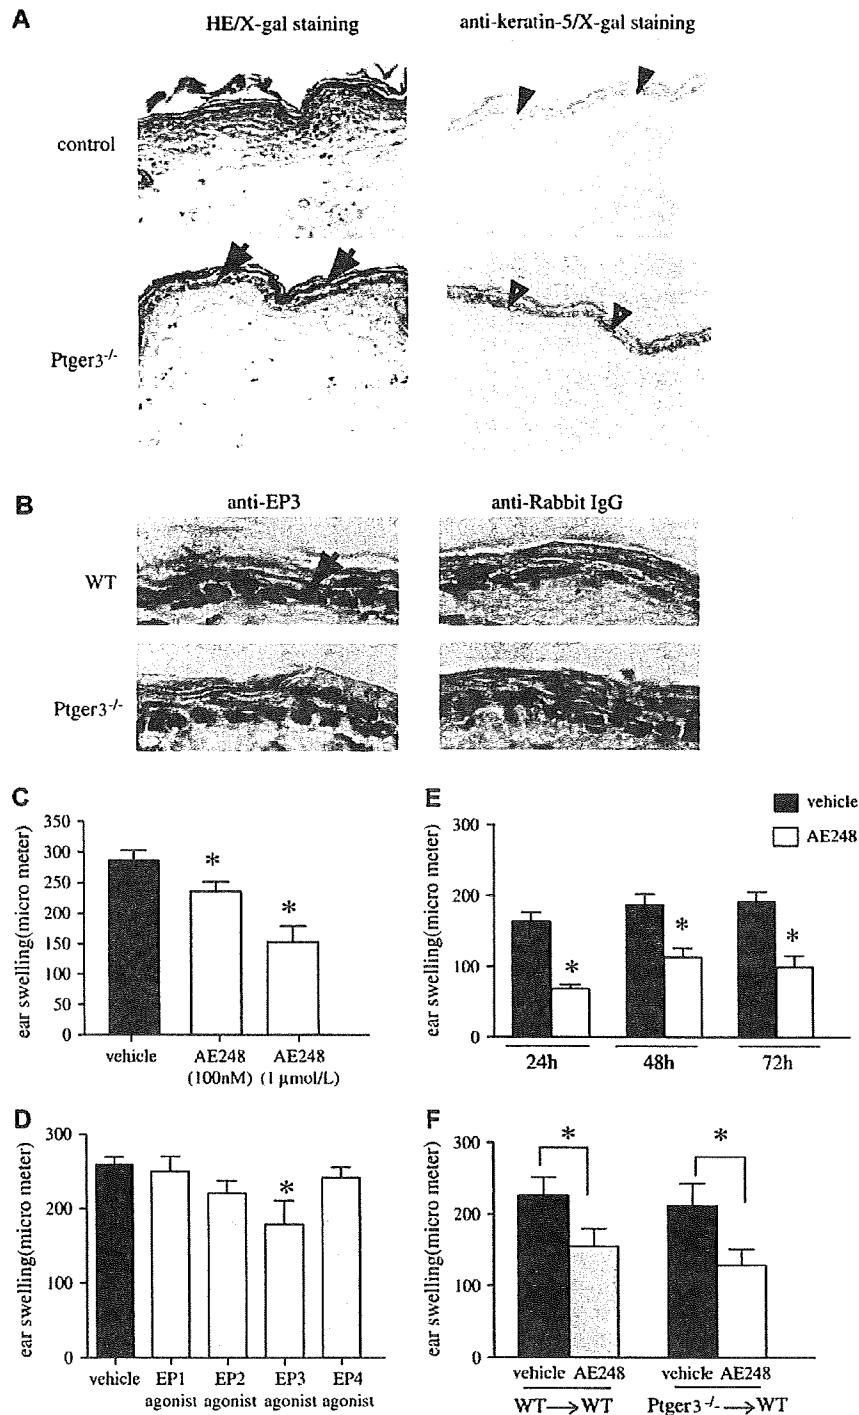 A
HE/X-gal staining
anti-keratin-5/X-gal staining
control
Ptger3-/-
B
anti-EP3
anti-Rabbit IgG
WT
Ptger3-/-
C
ear swelling(micro meter)
350
300
250
200
150
100
50
0
*
*
vehicle
AE248
(100nM)
AE248
(1 μmol/L)
E
vehicle
AE248
ear swelling(micro meter)
300
200
100
0
*
*
*
24h
48h
72h
D
ear swelling(micro meter)
300
200
100
0
*
vehicle
EP1
agonist
EP2
agonist
EP3
agonist
EP4
agonist
F
ear swelling(micro meter)
300
200
100
0
*
*
vehicle AE248
vehicle AE248
WT→WT
Ptger3-/-→WT